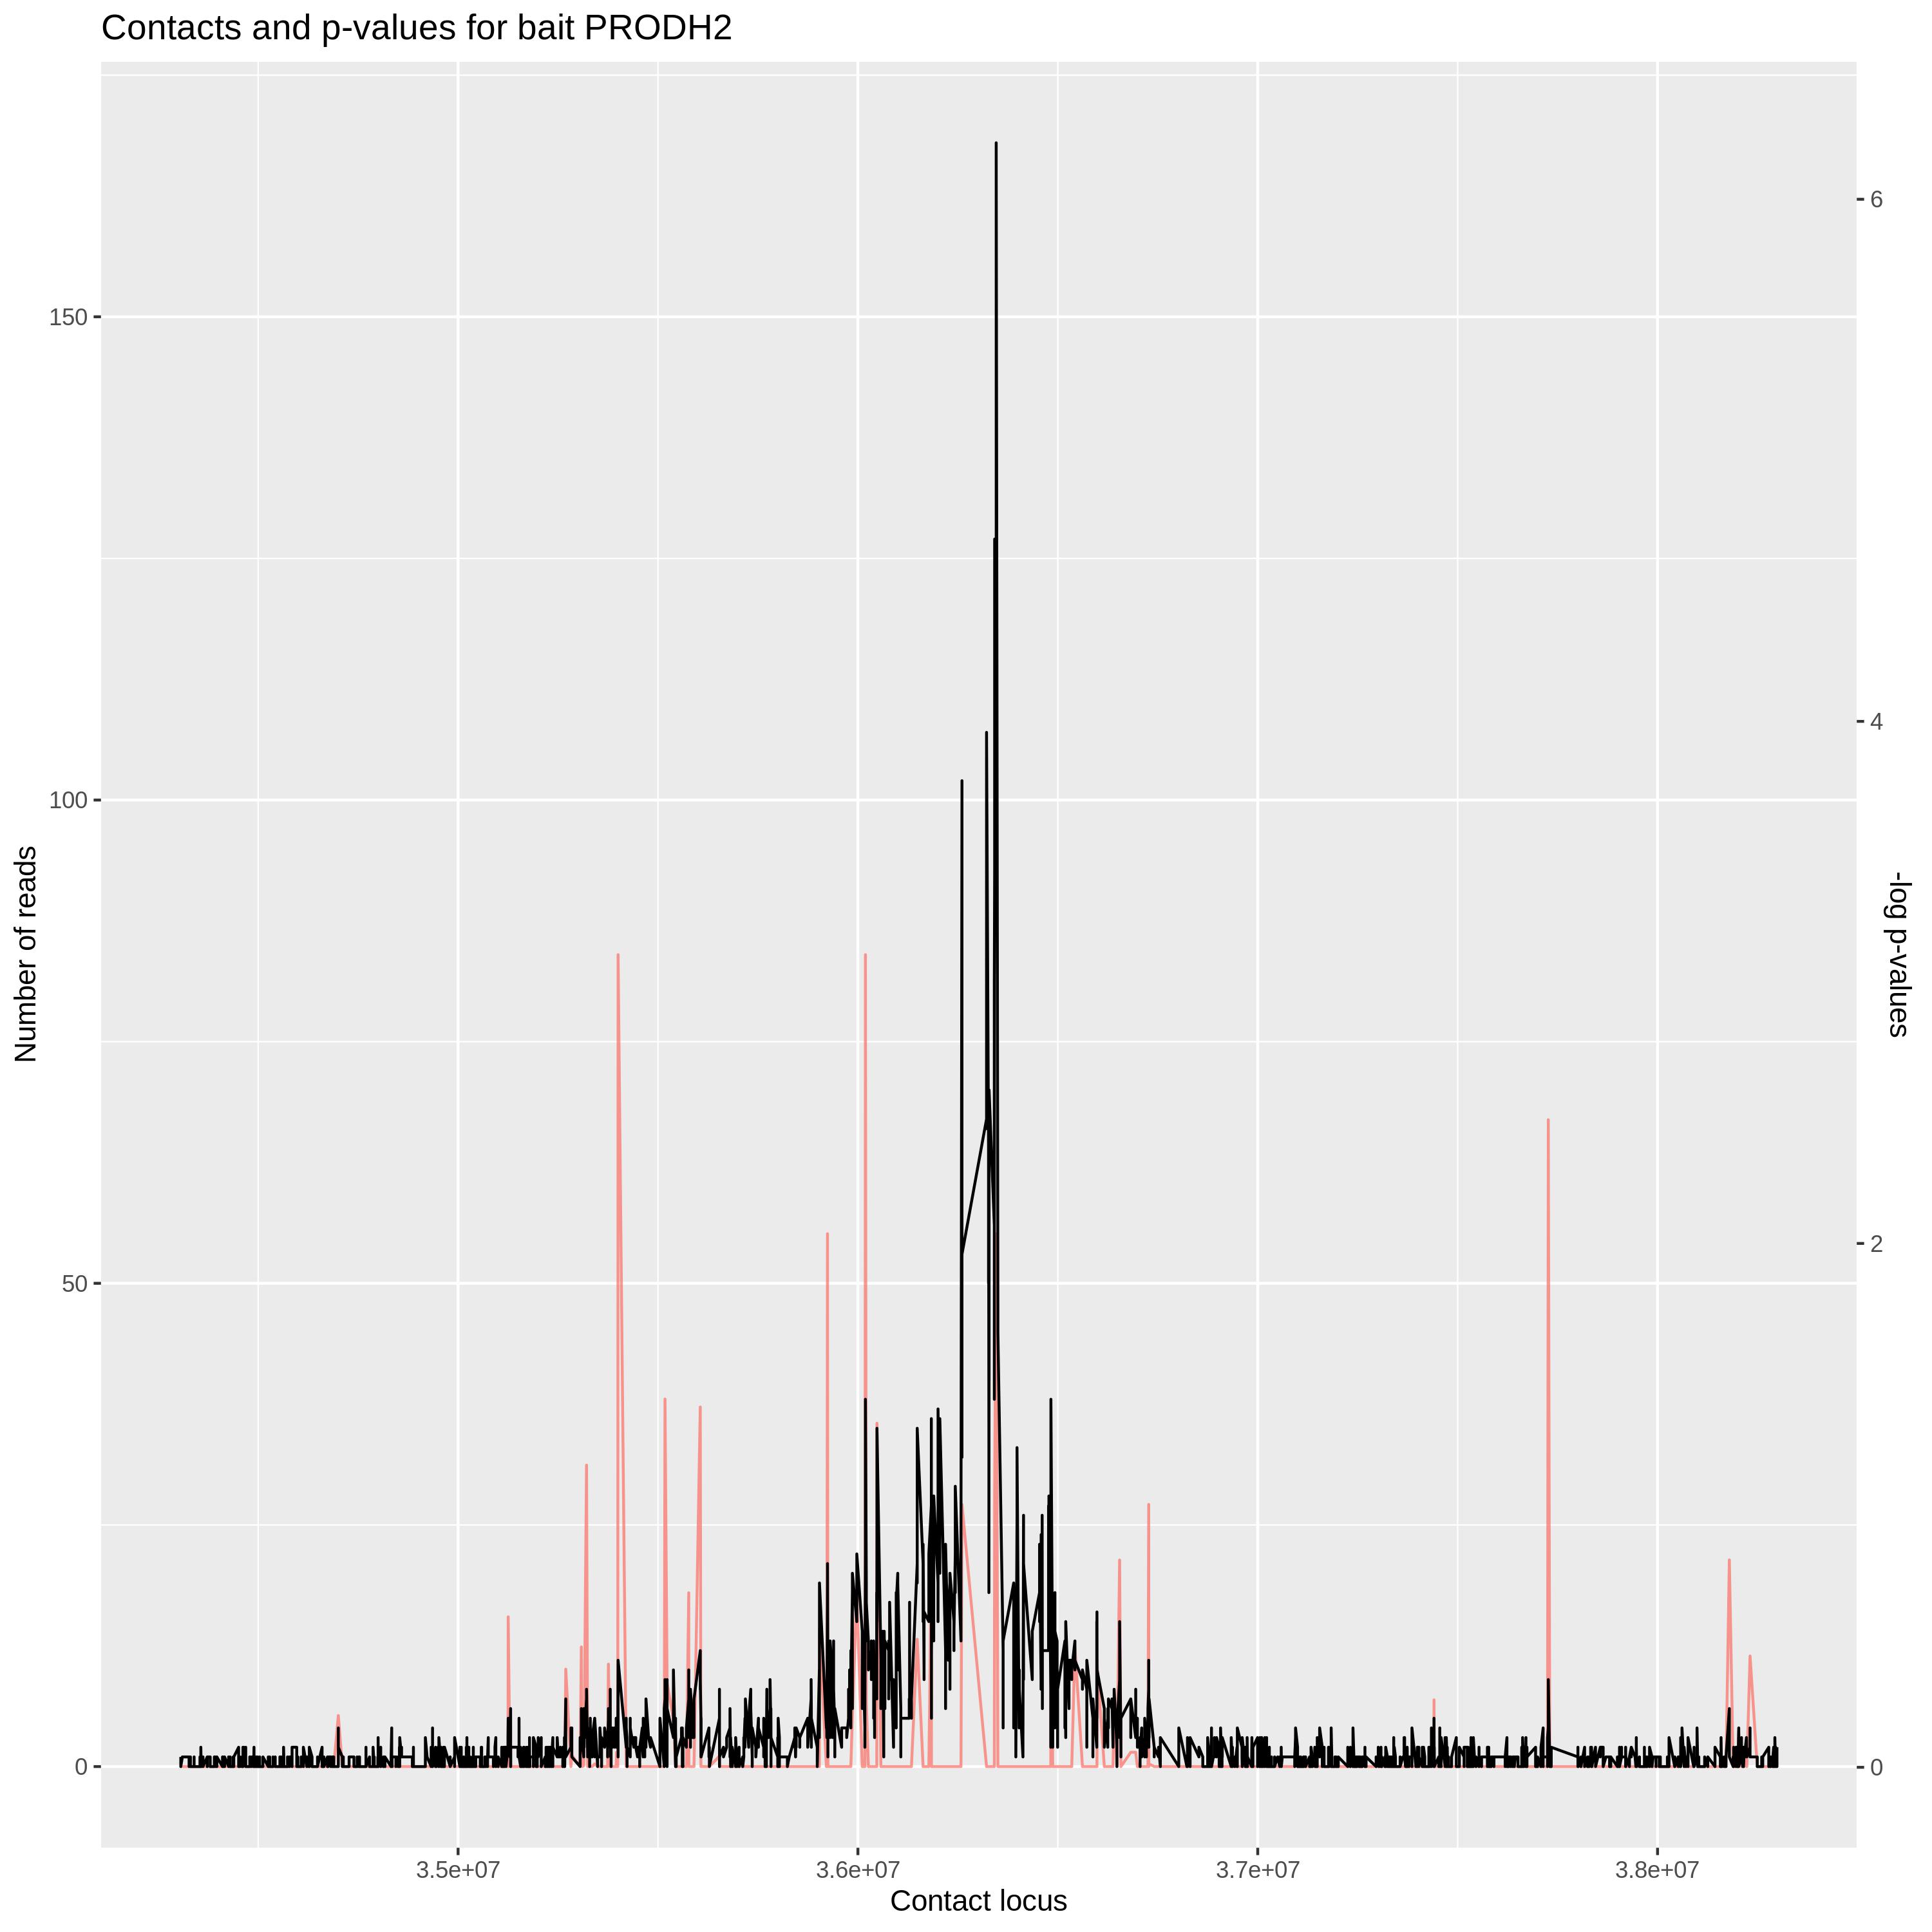 Contacts and p-values for bait PRODH2
150
100
50
0
6
4
2
0
Number of reads
-log p-values
3.5e+07
3.6e+07
3.7e+07
3.8e+07
Contact locus